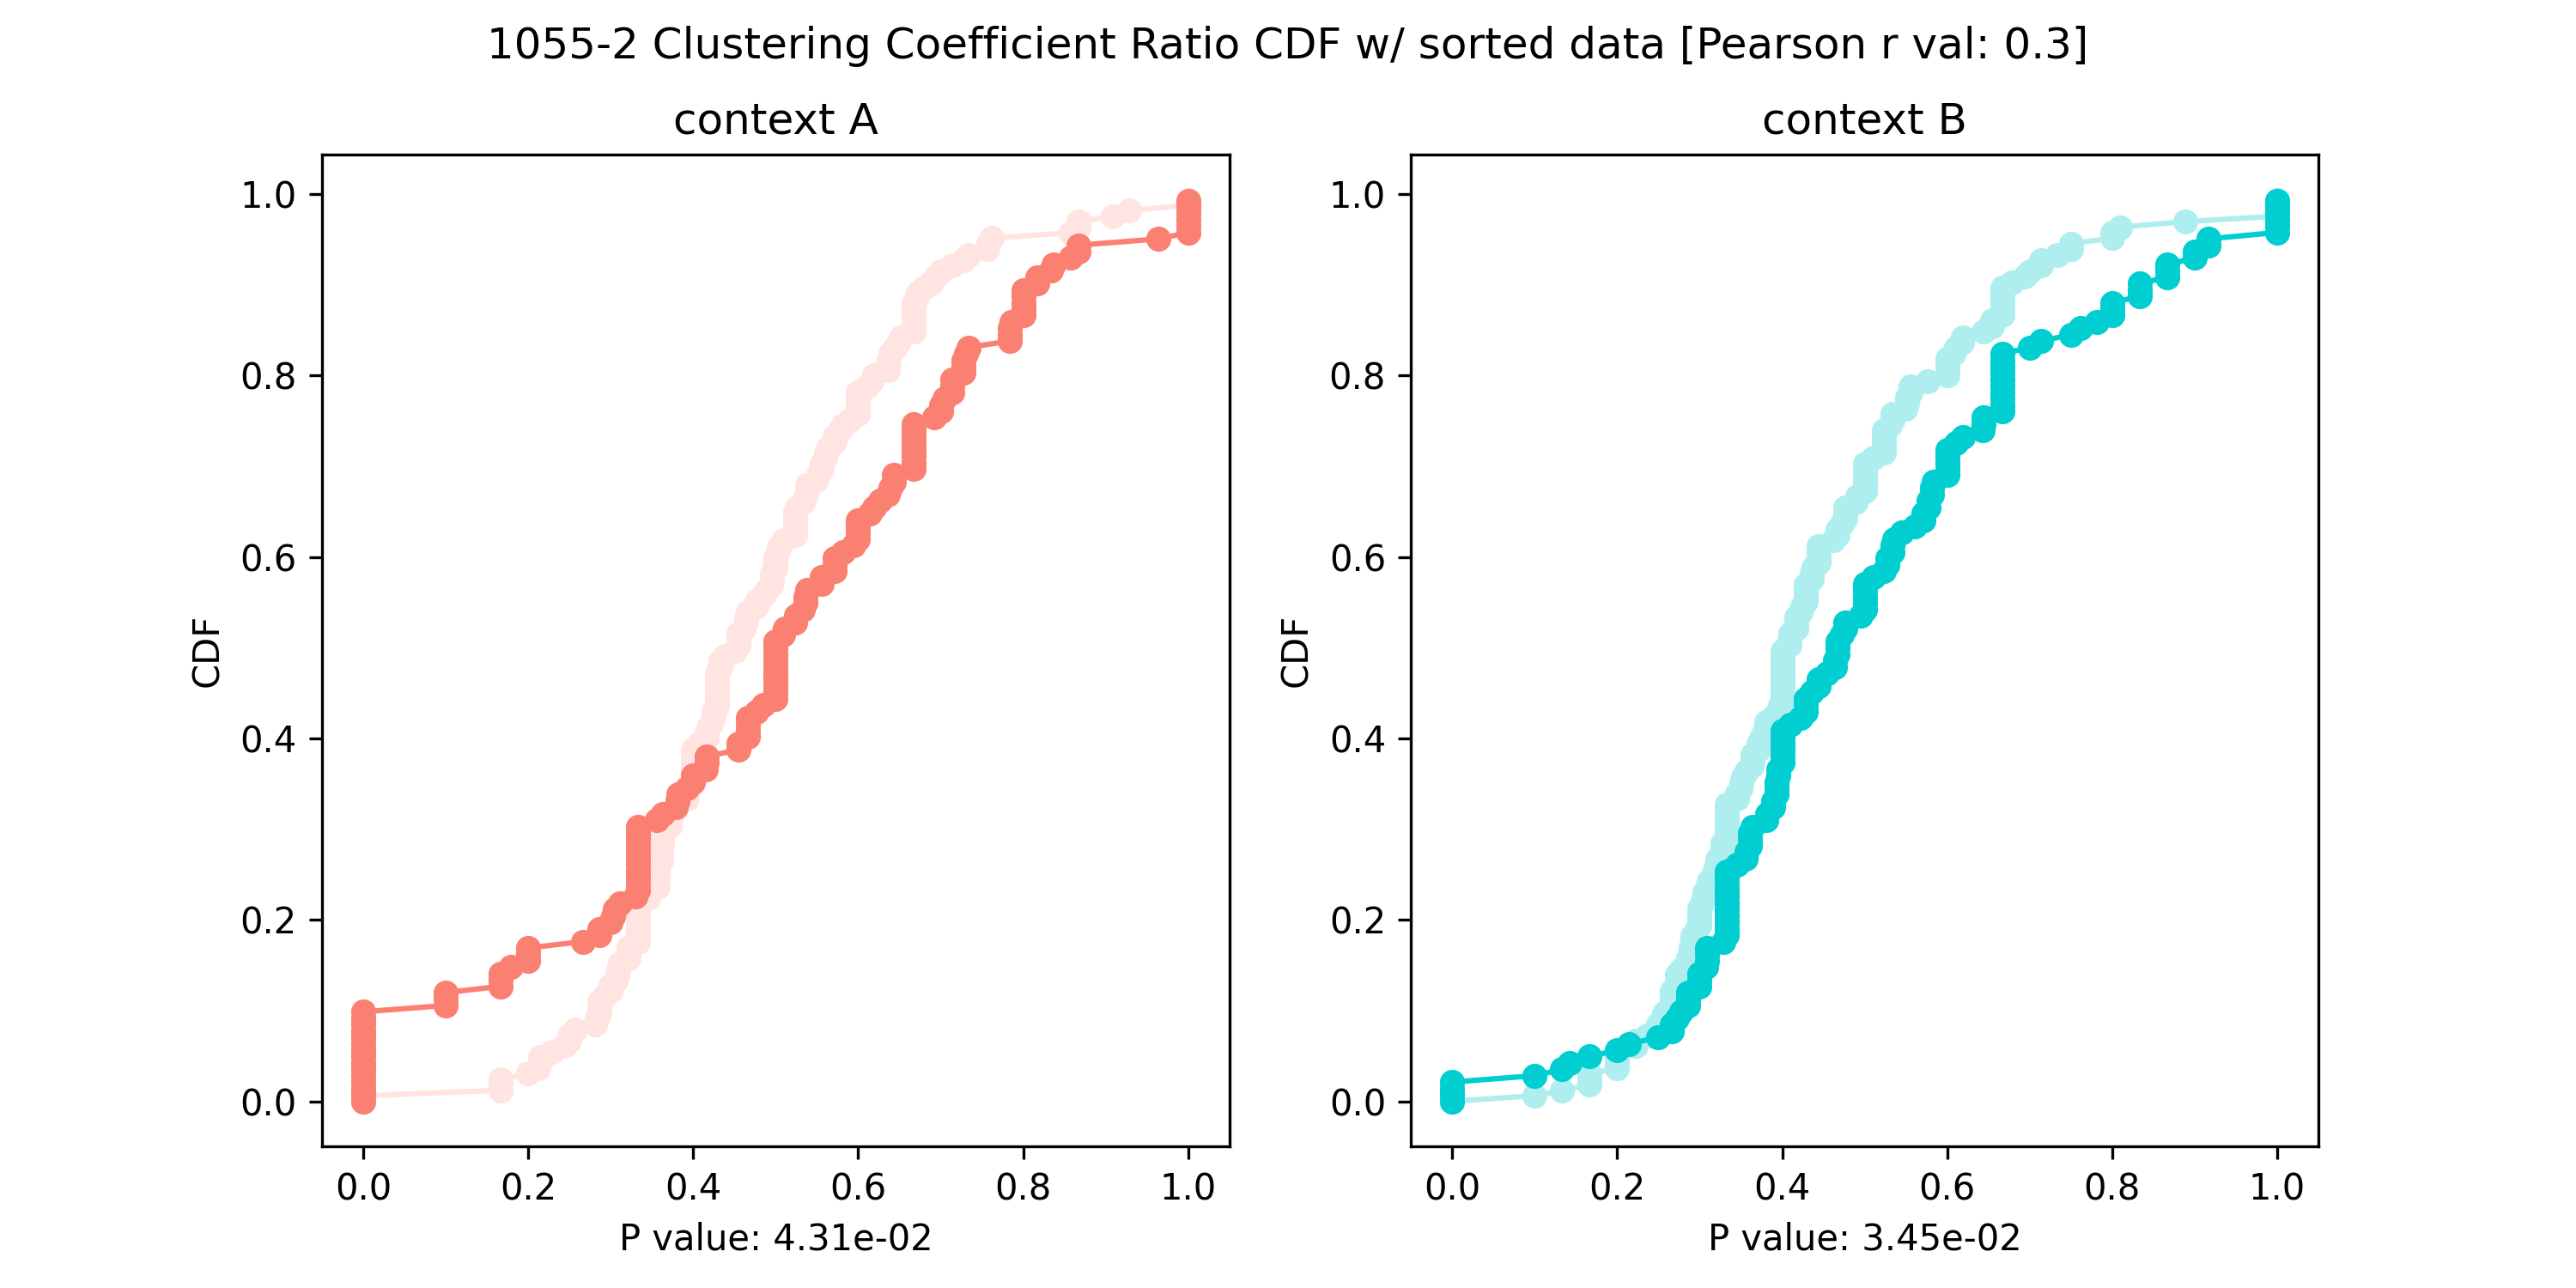 1055-2 Clustering Coefficient Ratio CDF w/ sorted data [Pearson r val: 0.3]
context A
1.0
0.8
0.6
0.4
0.2
0.0
CDF
0.0 0.2 0.4 0.6 0.8 1.0
P value: 4.31e-02
context B
1.0
0.8
0.6
0.4
0.2
0.0
CDF
0.0 0.2 0.4 0.6 0.8 1.0
P value: 3.45e-02